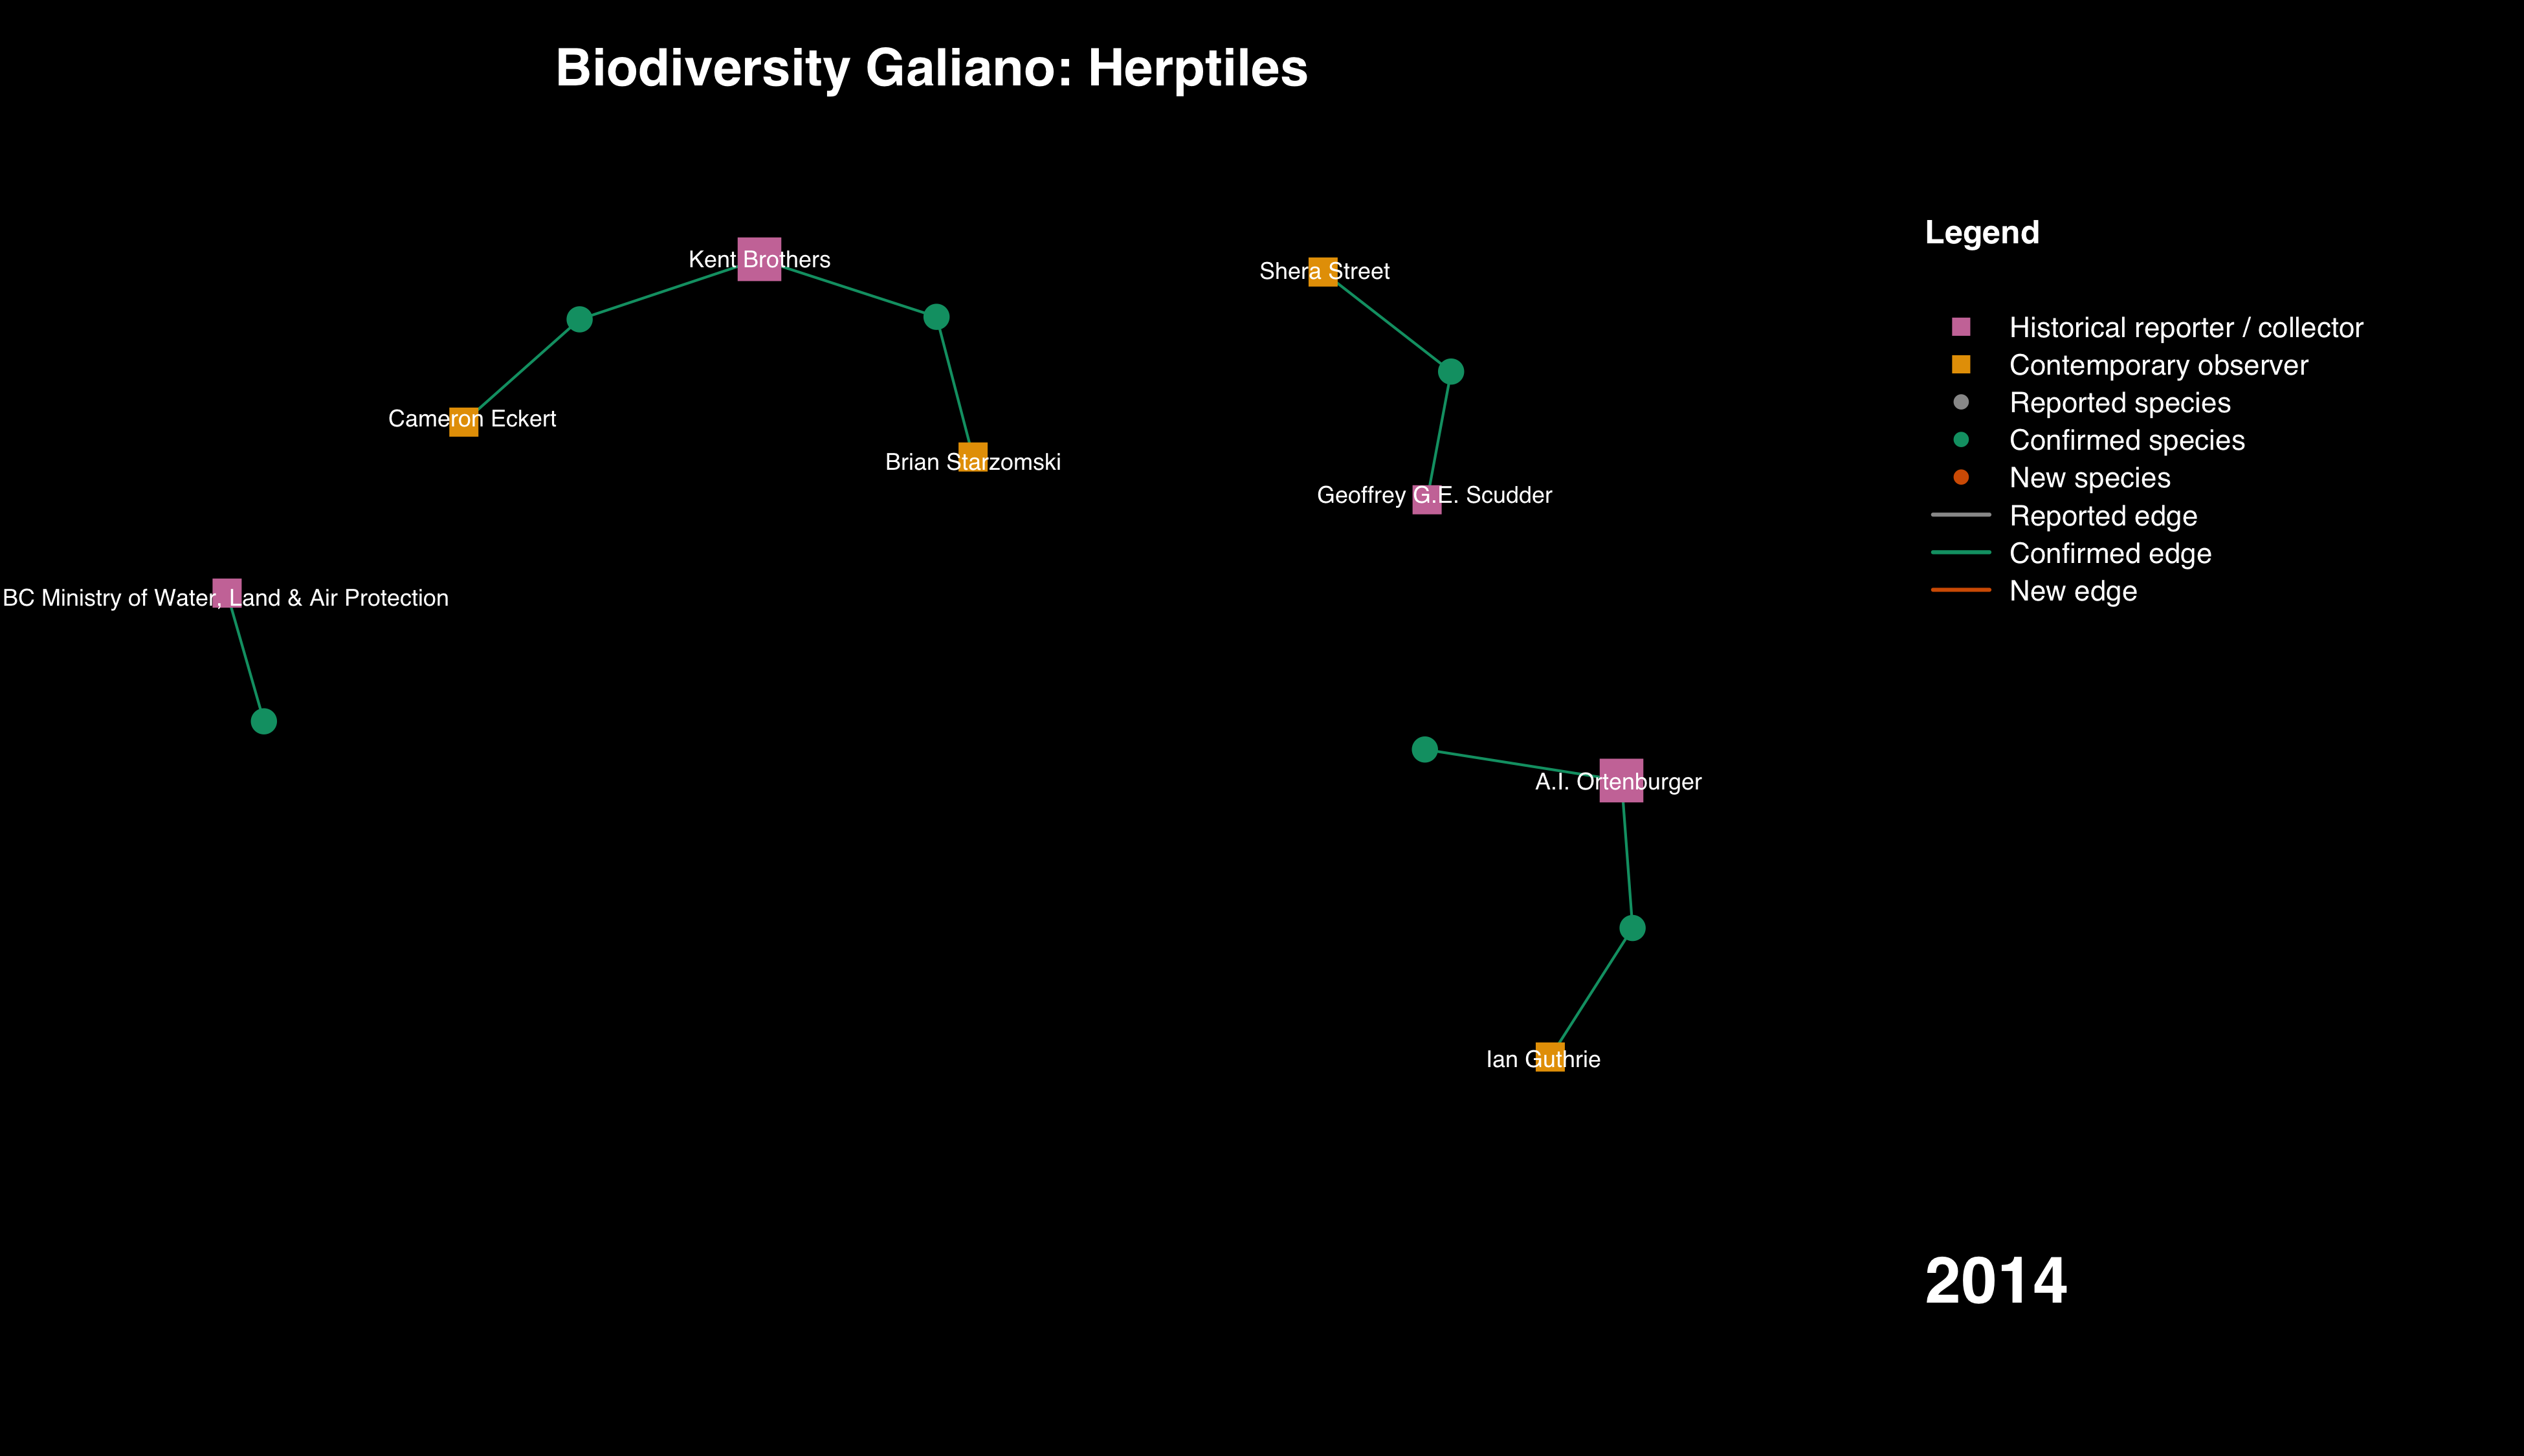 Biodiversity Galiano: Herptiles
Kent Brothers
Shera Street
Cameron Eckert
Brian Starzomski
Geoffrey G.E. Scudder
BC Ministry of Water, Land & Air Protection
A.I. Ortenburger
Ian Guthrie
Legend
Historical reporter / collector
Contemporary observer
Reported species
Confirmed species
New species
Reported edge
Confirmed edge
New edge
2014